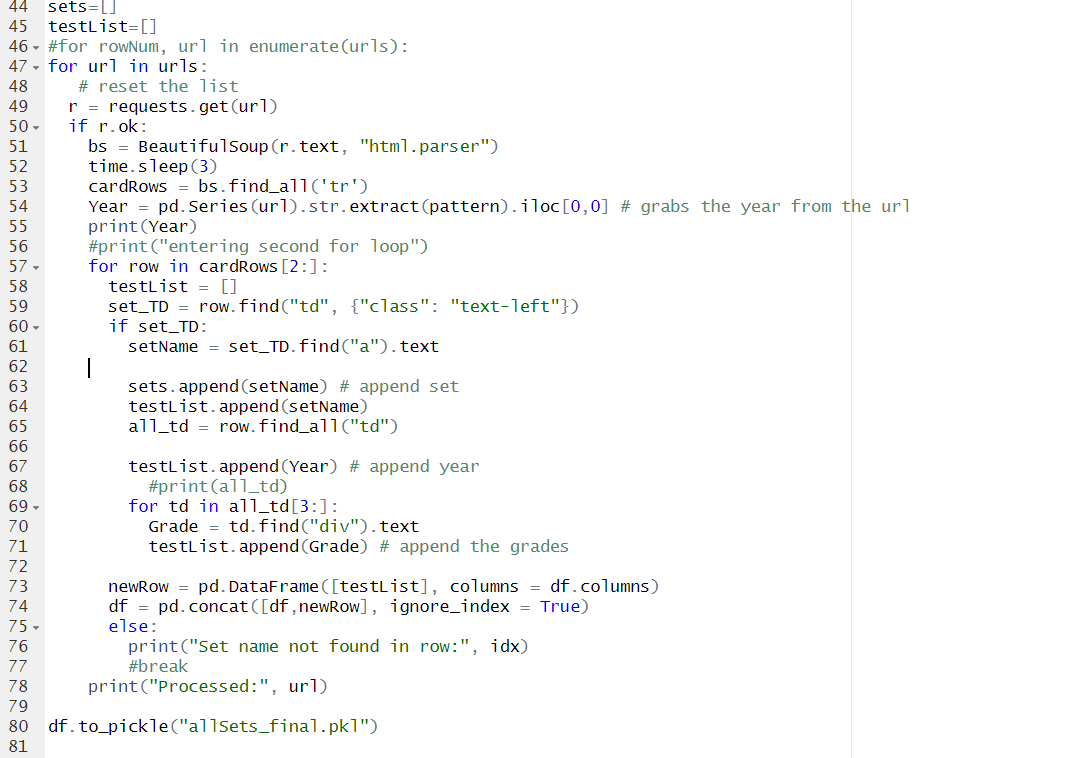 44 sets=[]
45 testList=[]
46 #for rowNum, url in enumerate(urls):
47 for url in urls:
48 # reset the list
49 r = requests.get(url)
50 if r.ok:
51 bs = BeautifulSoup(r.text, "html.parser")
52 time.sleep(3)
53 cardRows = bs.find_all('tr')
54 Year = pd.Series(url).str.extract(pattern).iloc[0,0] # grabs the year from the url
55 print(Year)
56 #print("entering second for loop")
57 for row in cardRows[2:]:
58 testList = []
59 set_TD = row.find("td", {"class": "text-left"})
60 if set_TD:
61 setName = set_TD.find("a").text
62
63 sets.append(setName) # append set
64 testList.append(setName)
65 all_td = row.find_all("td")
66
67 testList.append(Year) # append year
68 #print(all_td)
69 for td in all_td[3:]:
70 Grade = td.find("div").text
71 testList.append(Grade) # append the grades
72
73 newRow = pd.DataFrame([testList], columns = df.columns)
74 df = pd.concat([df,newRow], ignore_index = True)
75 else:
76 print("Set name not found in row:", idx)
77 #break
78 print("Processed:", url)
79
80 df.to_pickle("allSets_final.pkl")
81